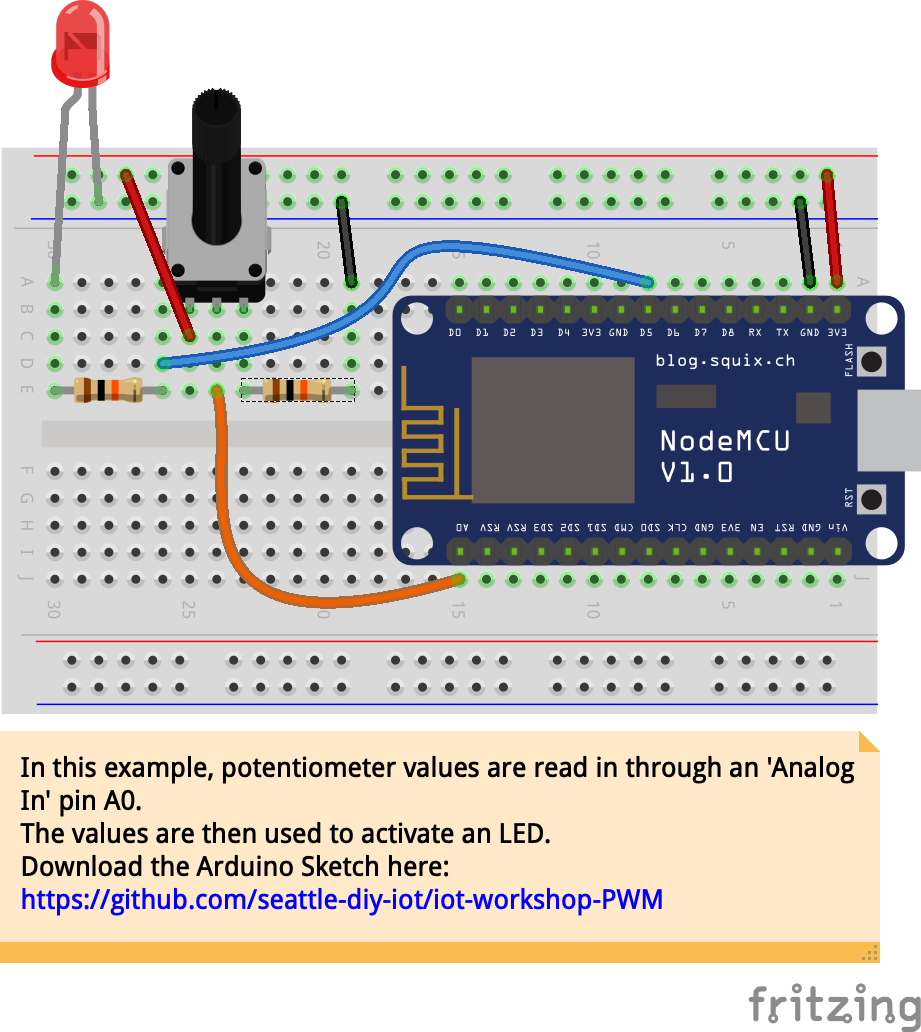 30 20 15 10 5 1
A A
B
C
D
E
D0 D1 D2 D3 D4 3V3 GND D5 D6 D7 D8 RX TX GND 3V3
FLASH
blog.squix.ch
NodeMCU
V1.0
RST
A0 RSV RSV SD3 SD2 SD1 CMD SD0 CLK GND 3V3 EN RST GND Vin
F
G
H
I
J J
30 25 20 15 10 5 1
In this example, potentiometer values are read in through an 'Analog
In' pin A0.
The values are then used to activate an LED.
Download the Arduino Sketch here:
https://github.com/seattle-diy-iot/iot-workshop-PWM
fritzing